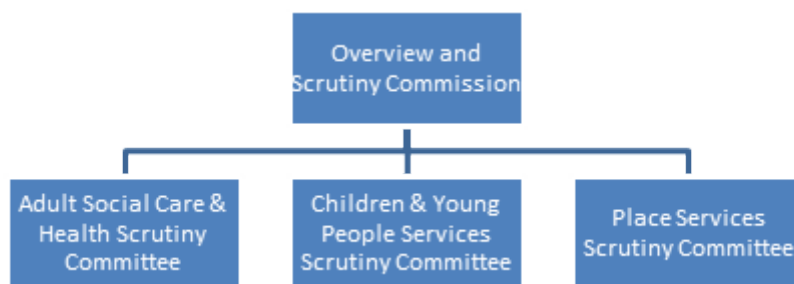 Overview and
Scrutiny Commission
Adult Social Care &
Health Scrutiny
Committee
Children & Young
People Services
Scrutiny Committee
Place Services
Scrutiny Committee